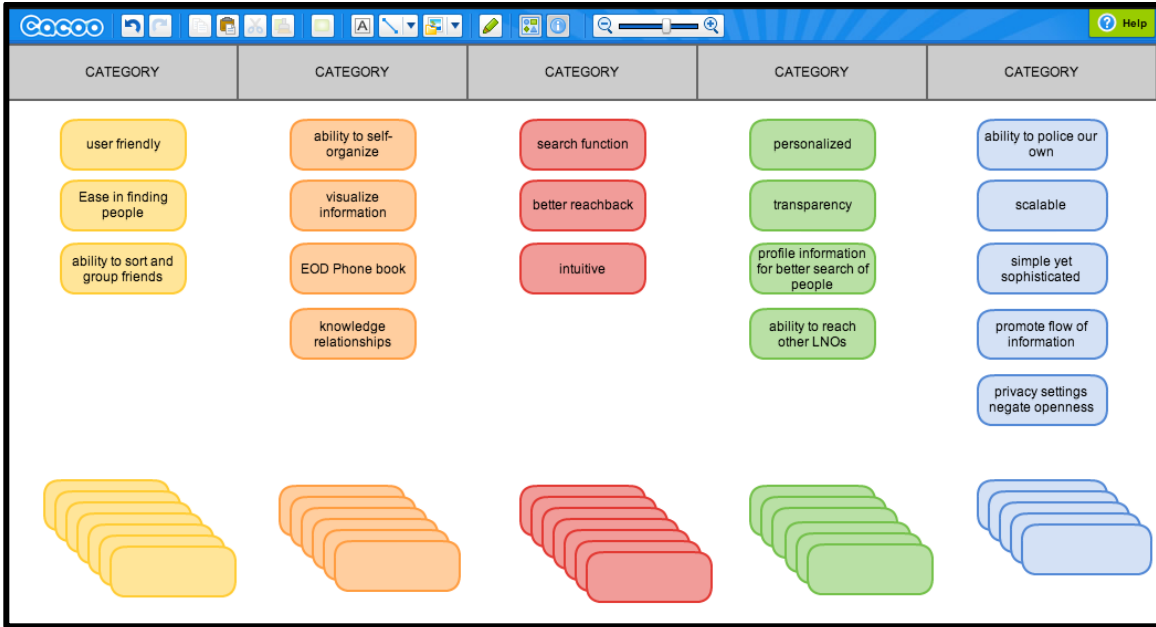 Cacoo
A
Help
CATEGORY
CATEGORY
CATEGORY
CATEGORY
CATEGORY
user friendly
Ease in finding
people
ability to sort and
group friends
ability to self-
organize
visualize
information
EOD Phone book
knowledge
relationships
search function
better reachback
intuitive
personalized
transparency
profile information
for better search of
people
ability to reach
other LNOs
ability to police our
own
scalable
simple yet
sophisticated
promote flow of
information
privacy settings
negate openness